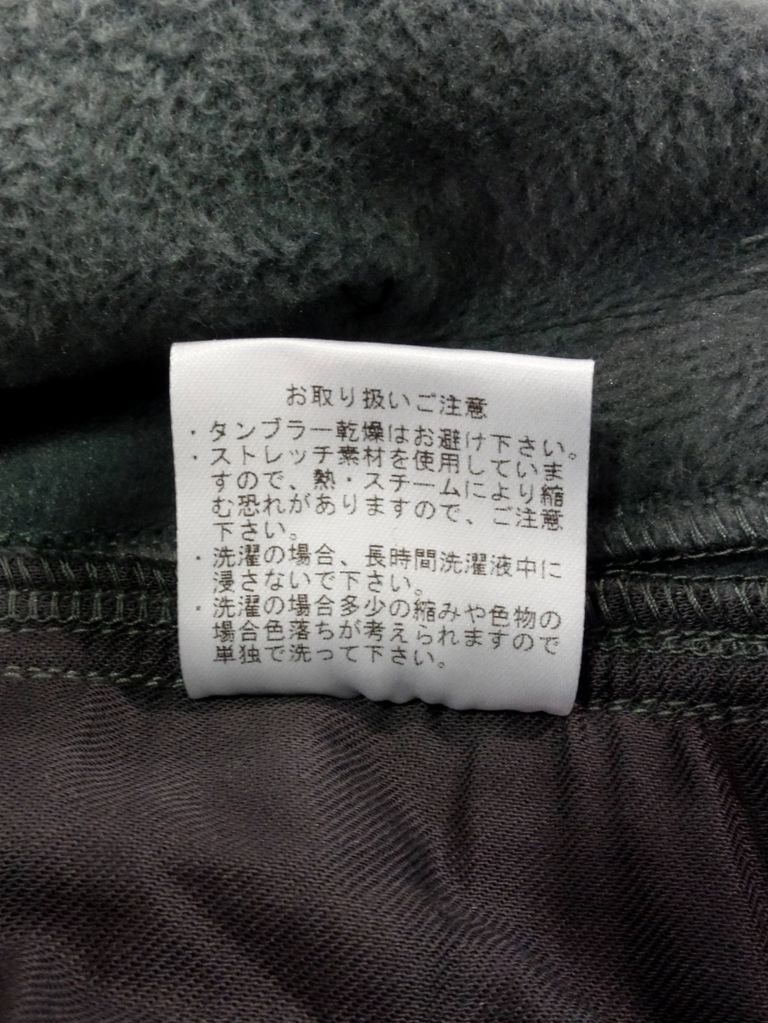 お取り扱いご注意
・タンブラー乾燥はお避け下さい。
・ストレッチ素材を使用していま
すので、熱・スチームにより縮
む恐れがありますので、ご注意
下さい。
・洗濯の場合、長時間洗濯液中に
浸さないで下さい。
・洗濯の場合多少の縮みや色物の
場合色落ちが考えられますので
単独で洗って下さい。